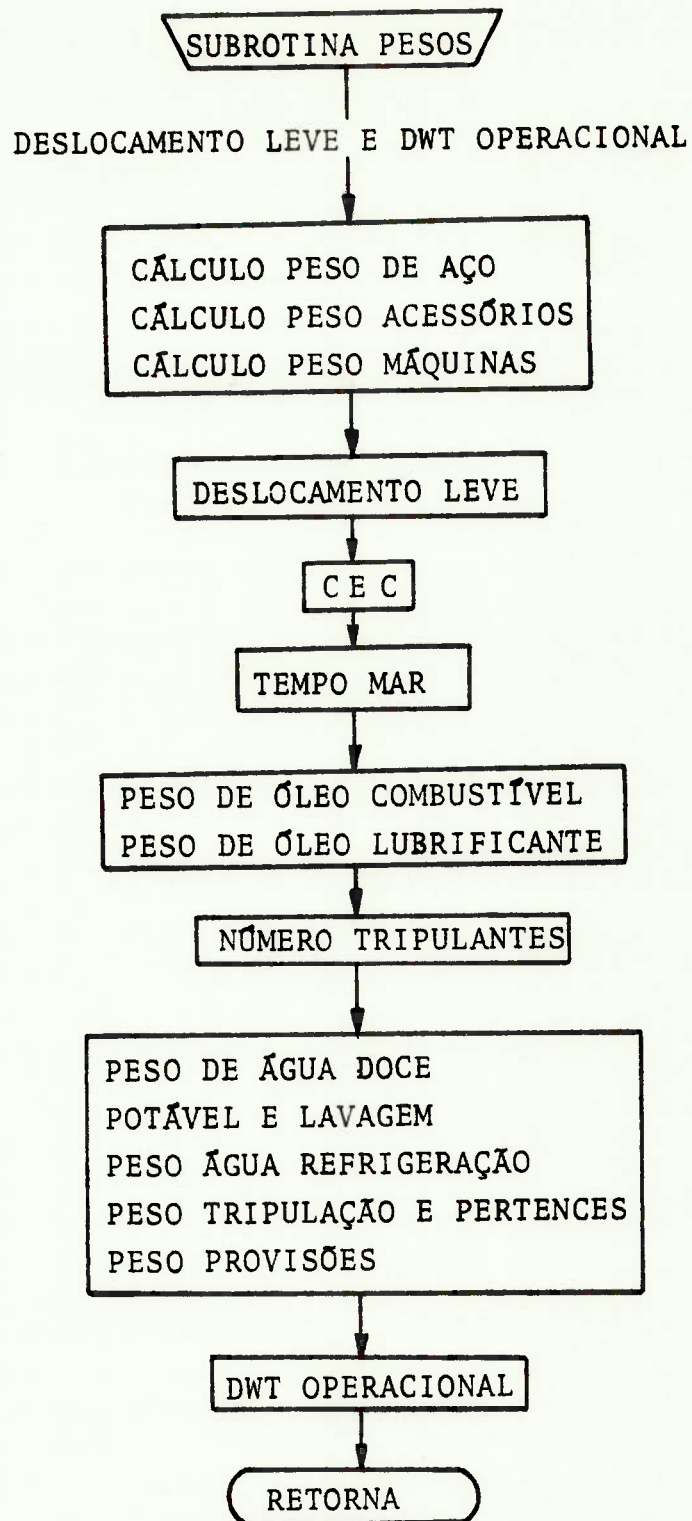 SUBROTINA PESOS
DESLOCAMENTO LEVE E DWT OPERACIONAL
CÁLCULO PESO DE AÇO
CÁLCULO PESO ACESSÓRIOS
CÁLCULO PESO MÁQUINAS
DESLOCAMENTO LEVE
C E C
TEMPO MAR
PESO DE ÓLEO COMBUSTÍVEL
PESO DE ÓLEO LUBRIFICANTE
NÚMERO TRIPULANTES
PESO DE ÁGUA DOCE
POTÁVEL E LAVAGEM
PESO ÁGUA REFRIGERAÇÃO
PESO TRIPULAÇÃO E PERTENCES
PESO PROVISÕES
DWT OPERACIONAL
RETORNA